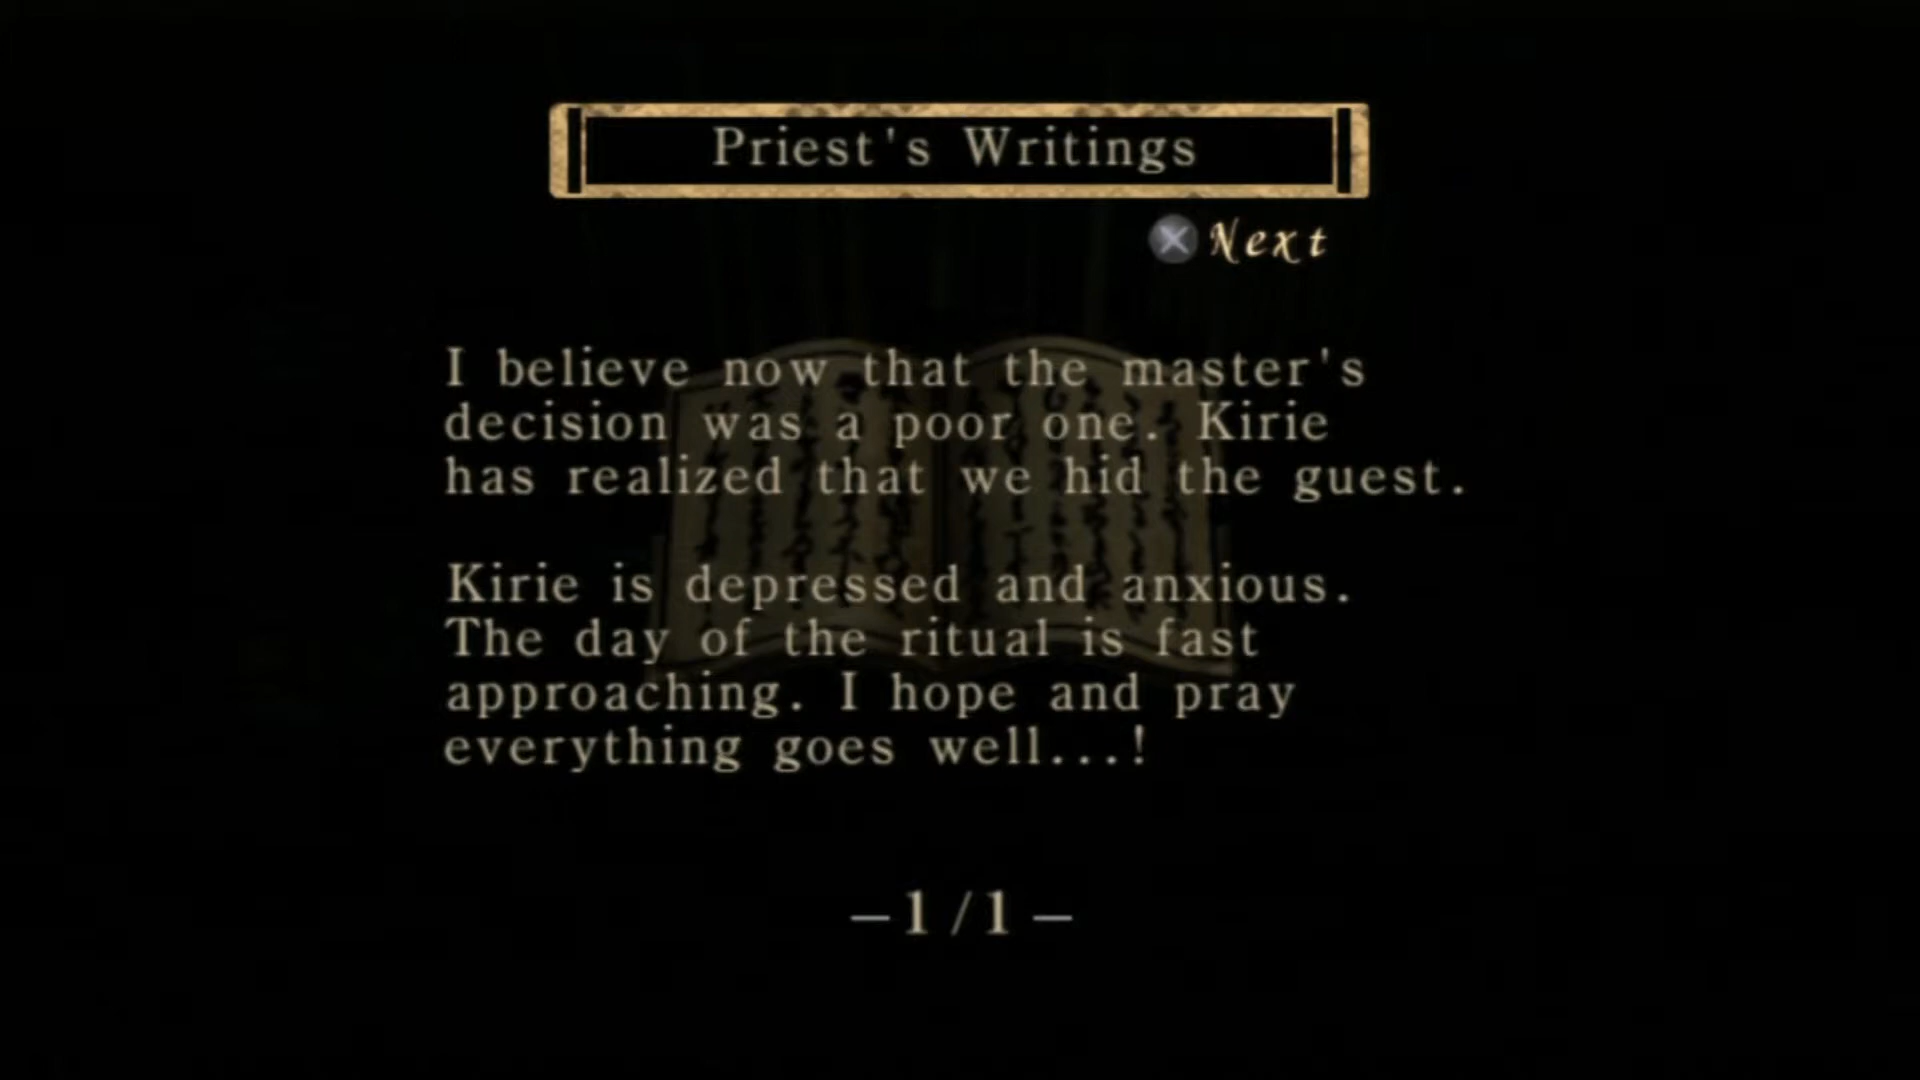 Priest's Writings
Next
I believe now that the master's
decision was a poor one. Kirie
has realized that we hid the guest.
Kirie is depressed and anxious.
The day of the ritual is fast
approaching. I hope and pray
everything goes well...!
—1/1—